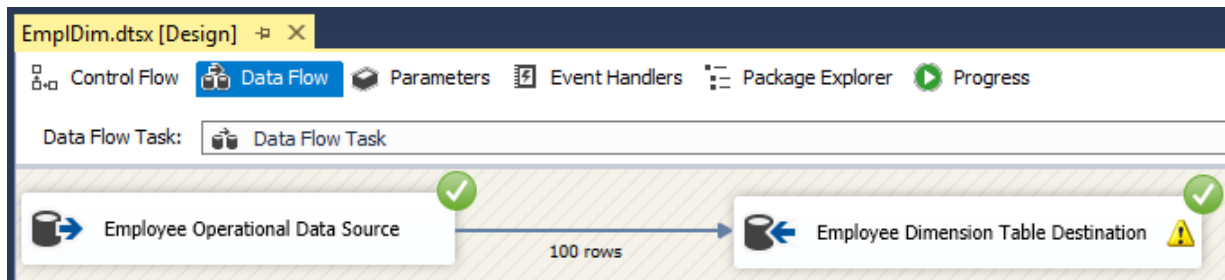 EmplDim.dtsx [Design]
Control Flow Data Flow Parameters Event Handlers Package Explorer Progress
Data Flow Task: Data Flow Task
Employee Operational Data Source Employee Dimension Table Destination
100 rows